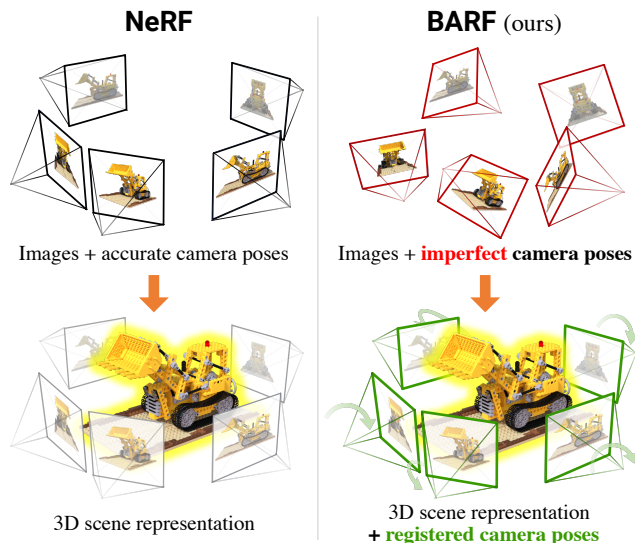 NeRF
Images + accurate camera poses
3D scene representation
BARF (ours)
Images + imperfect camera poses
3D scene representation
+ registered camera poses